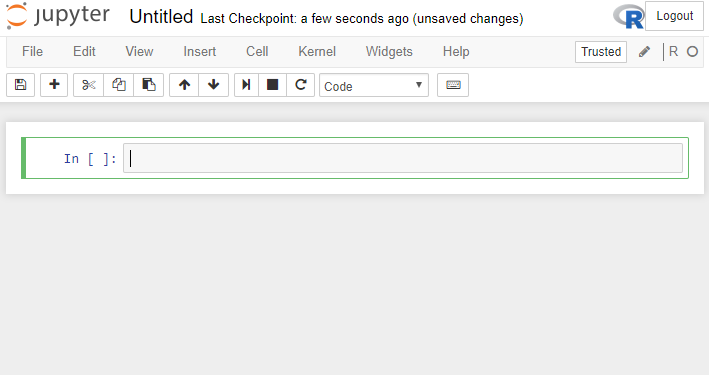 jupyter Untitled Last Checkpoint: a few seconds ago (unsaved changes) R Logout
File Edit View Insert Cell Kernel Widgets Help Trusted R
Code
In [ ]: